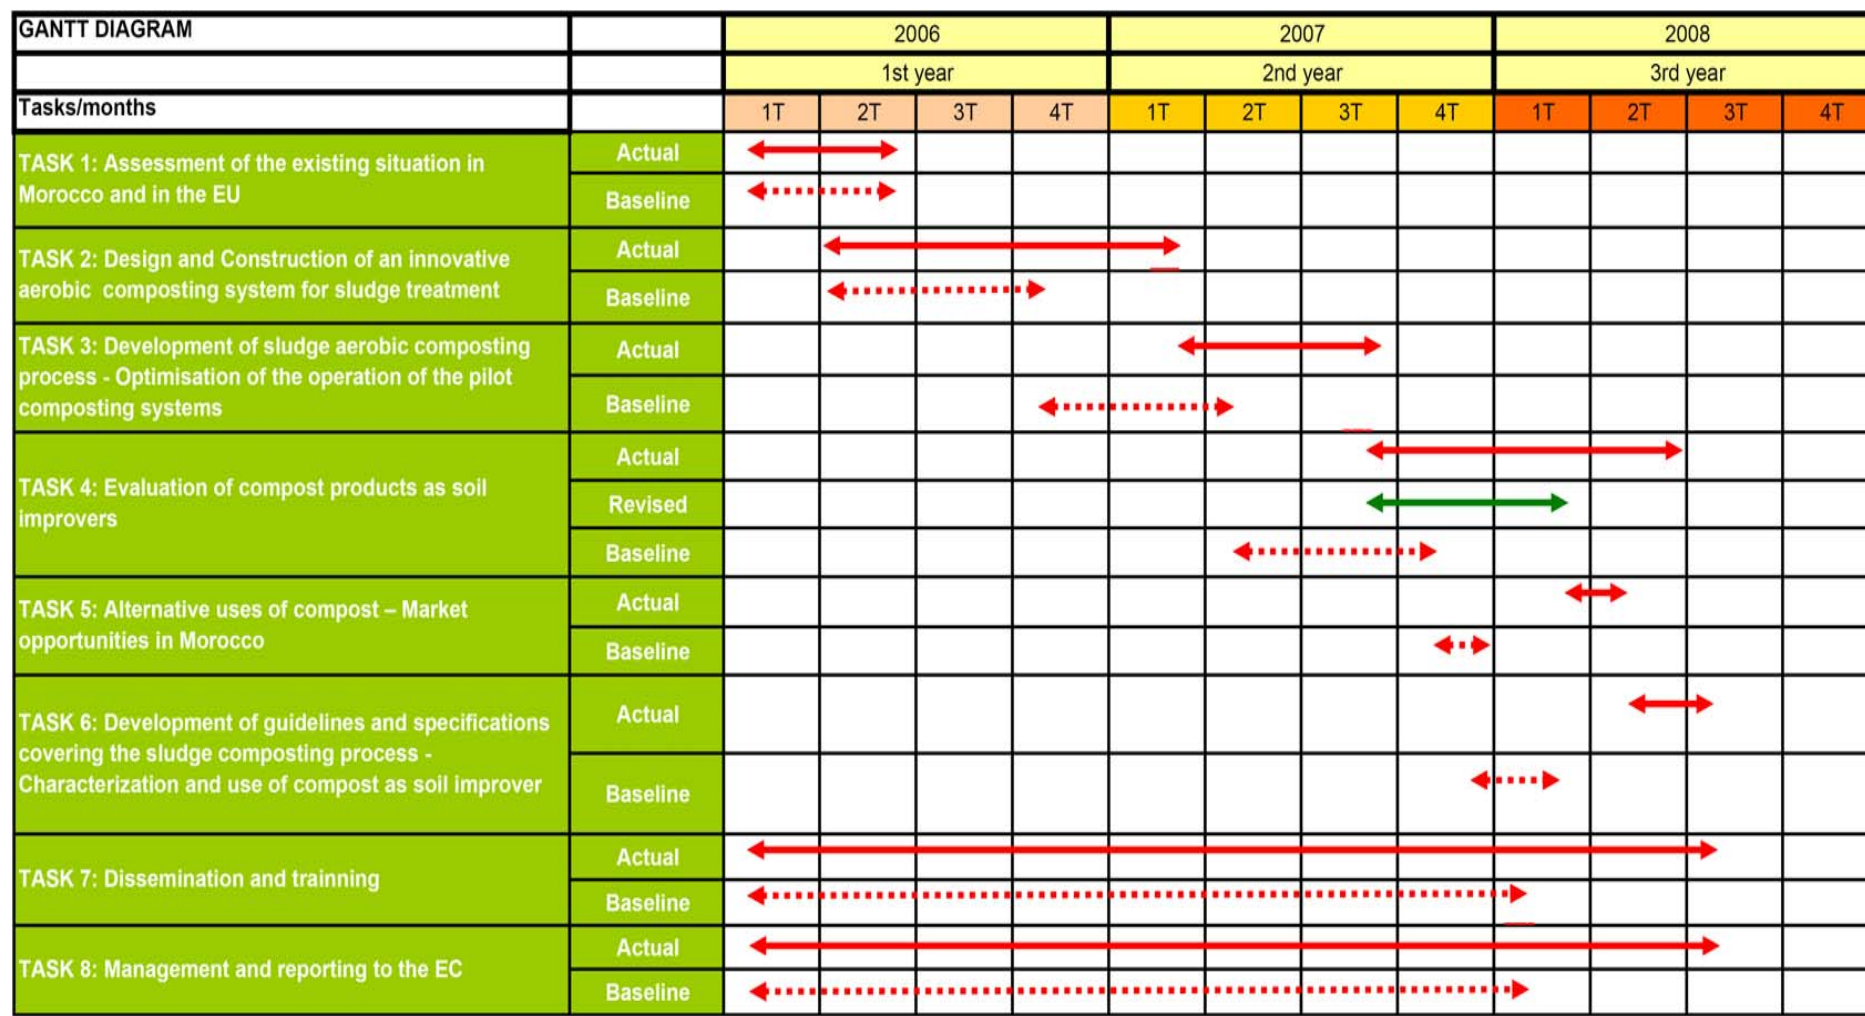 GANTT DIAGRAM
2006
2007
2008
1st year
2nd year
3rd year
Tasks/months
1T
2T
3T
4T
1T
2T
3T
4T
1T
2T
3T
4T
TASK 1: Assessment of the existing situation in
Morocco and in the EU
Actual
Baseline
TASK 2: Design and Construction of an innovative
aerobic composting system for sludge treatment
Actual
Baseline
TASK 3: Development of sludge aerobic composting
process - Optimisation of the operation of the pilot
composting systems
Actual
Baseline
TASK 4: Evaluation of compost products as soil
improvers
Actual
Revised
Baseline
TASK 5: Alternative uses of compost – Market
opportunities in Morocco
Actual
Baseline
TASK 6: Development of guidelines and specifications
covering the sludge composting process -
Characterization and use of compost as soil improver
Actual
Baseline
TASK 7: Dissemination and trainning
Actual
Baseline
TASK 8: Management and reporting to the EC
Actual
Baseline